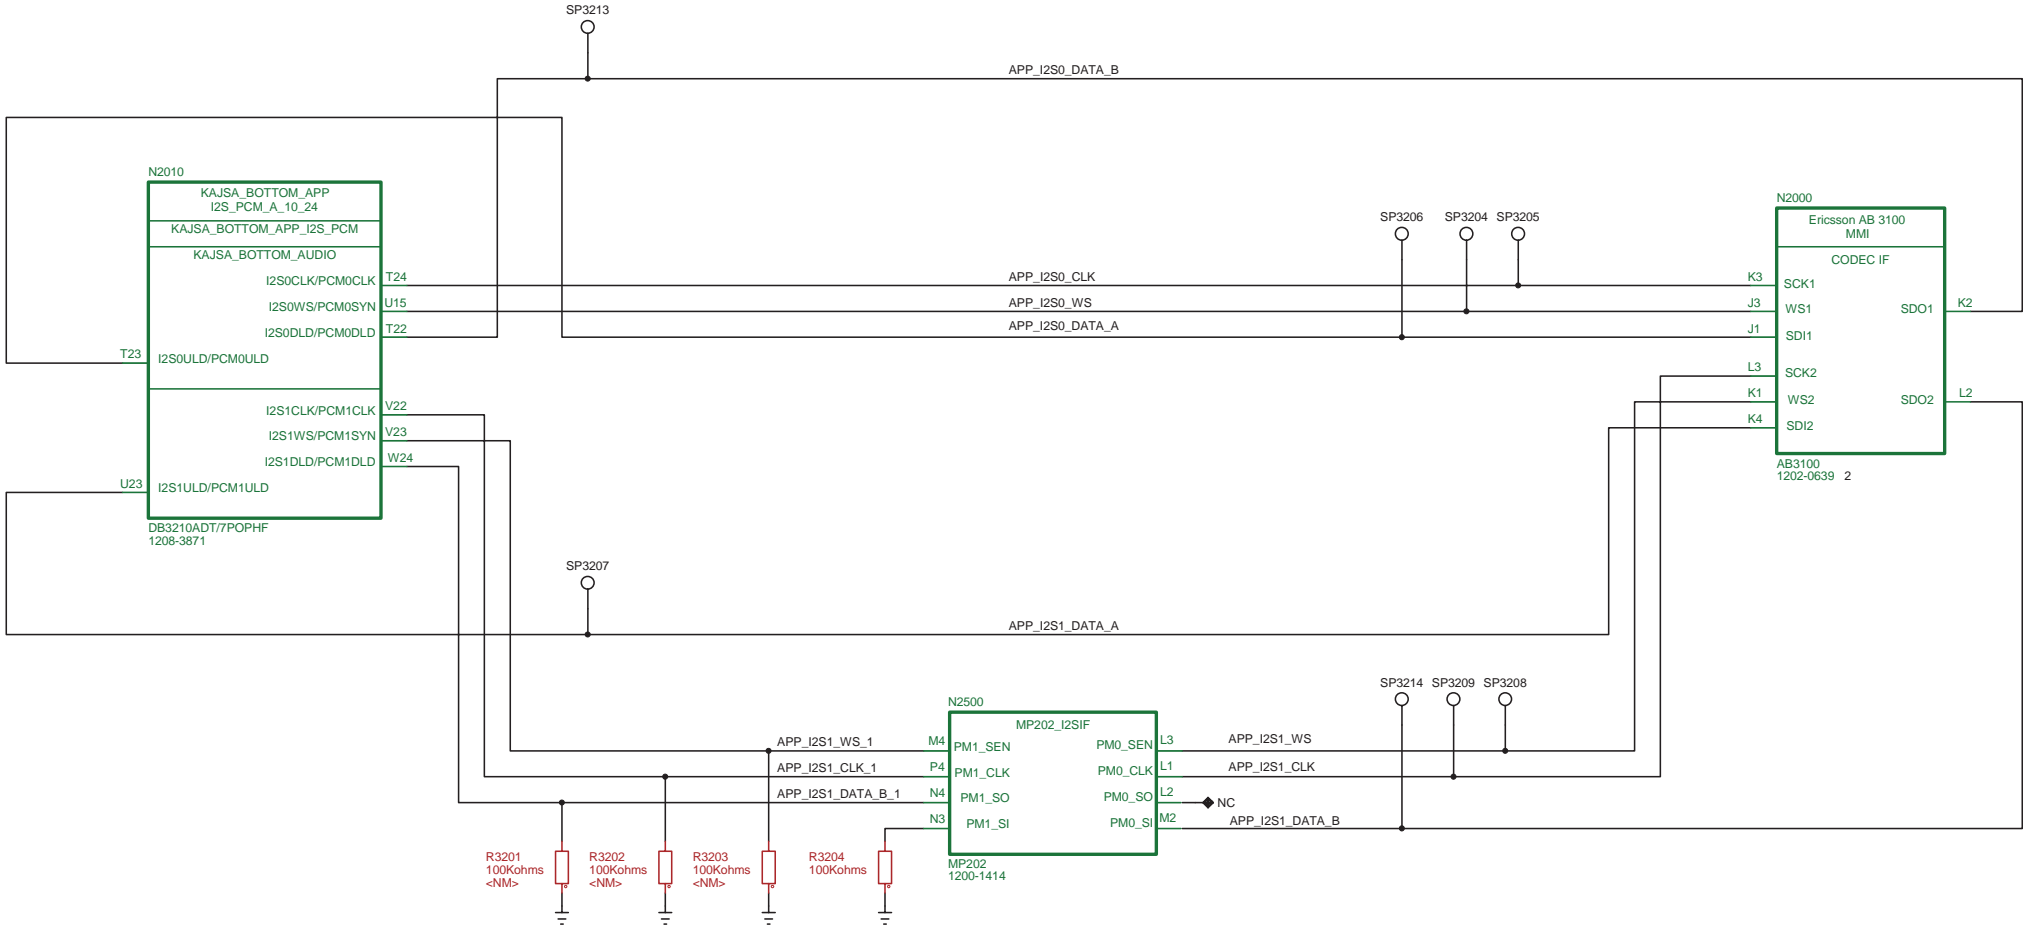 SP3213
APP_I2S0_DATA_B
N2010
KAJSA_BOTTOM_APP
I2S_PCM_A_10_24
KAJSA_BOTTOM_APP_I2S_PCM
KAJSA_BOTTOM_AUDIO
I2S0CLK/PCM0CLK T24
I2S0WS/PCM0SYN U15
I2S0DLD/PCM0DLD T22
T23 I2S0ULD/PCM0ULD
I2S1CLK/PCM1CLK V22
I2S1WS/PCM1SYN V23
I2S1DLD/PCM1DLD W24
U23 I2S1ULD/PCM1ULD
DB3210ADT/7POPHF
1208-3871
APP_I2S0_CLK
APP_I2S0_WS
APP_I2S0_DATA_A
SP3206 SP3204 SP3205
N2000
Ericsson AB 3100
MMI
CODEC IF
K3 SCK1
J3 WS1 SDO1 K2
J1 SDI1
L3 SCK2
K1 WS2 SDO2 L2
K4 SDI2
AB3100
1202-0639 2
SP3207
APP_I2S1_DATA_A
SP3214 SP3209 SP3208
N2500
MP202_I2SIF
APP_I2S1_WS_1 M4 PM1_SEN PM0_SEN L3 APP_I2S1_WS
APP_I2S1_CLK_1 P4 PM1_CLK PM0_CLK L1 APP_I2S1_CLK
APP_I2S1_DATA_B_1 N4 PM1_SO PM0_SO L2 NC
N3 PM1_SI PM0_SI M2 APP_I2S1_DATA_B
MP202
1200-1414
R3201
100Kohms
<NM>
R3202
100Kohms
<NM>
R3203
100Kohms
<NM>
R3204
100Kohms